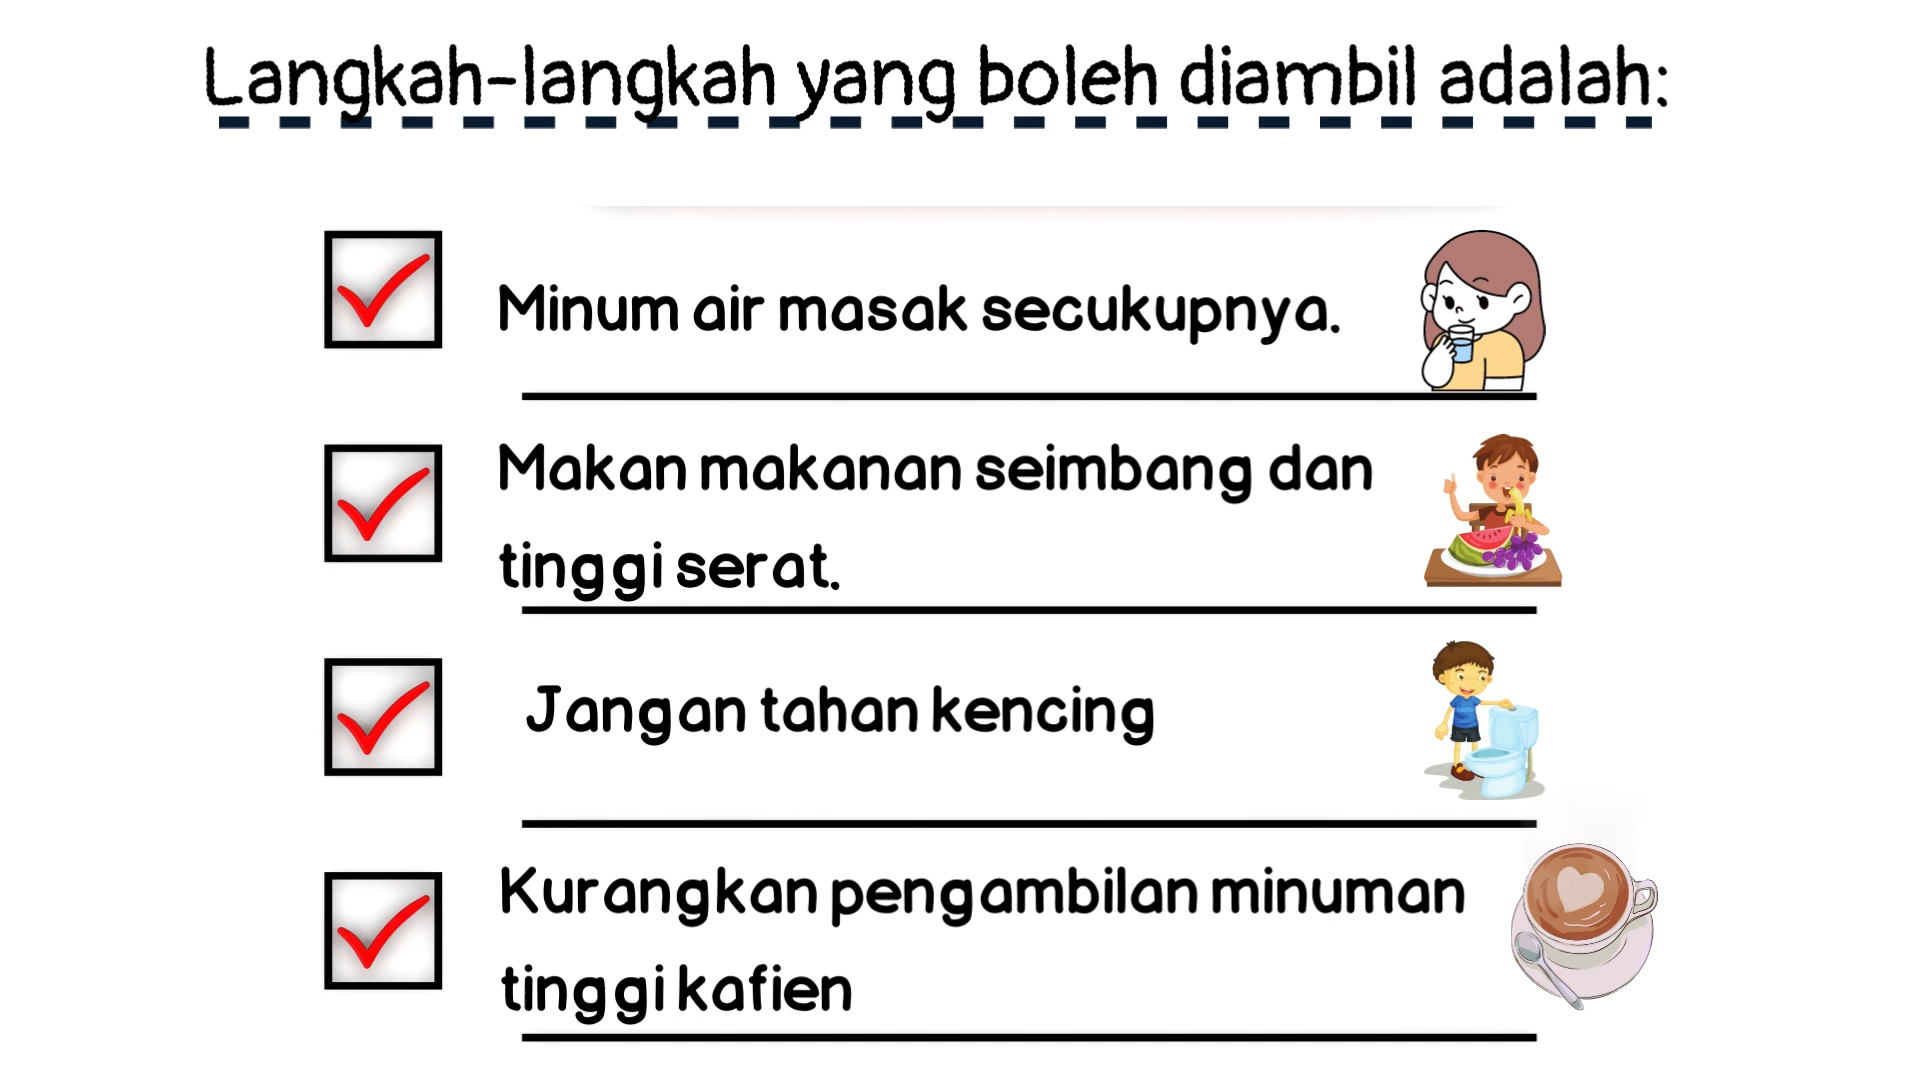 Langkah-langkah yang boleh diambil adalah:
Minum air masak secukupnya.
Makan makanan seimbang dan
tinggi serat.
Jangan tahan kencing
Kurangkan pengambilan minuman
tinggi kafien